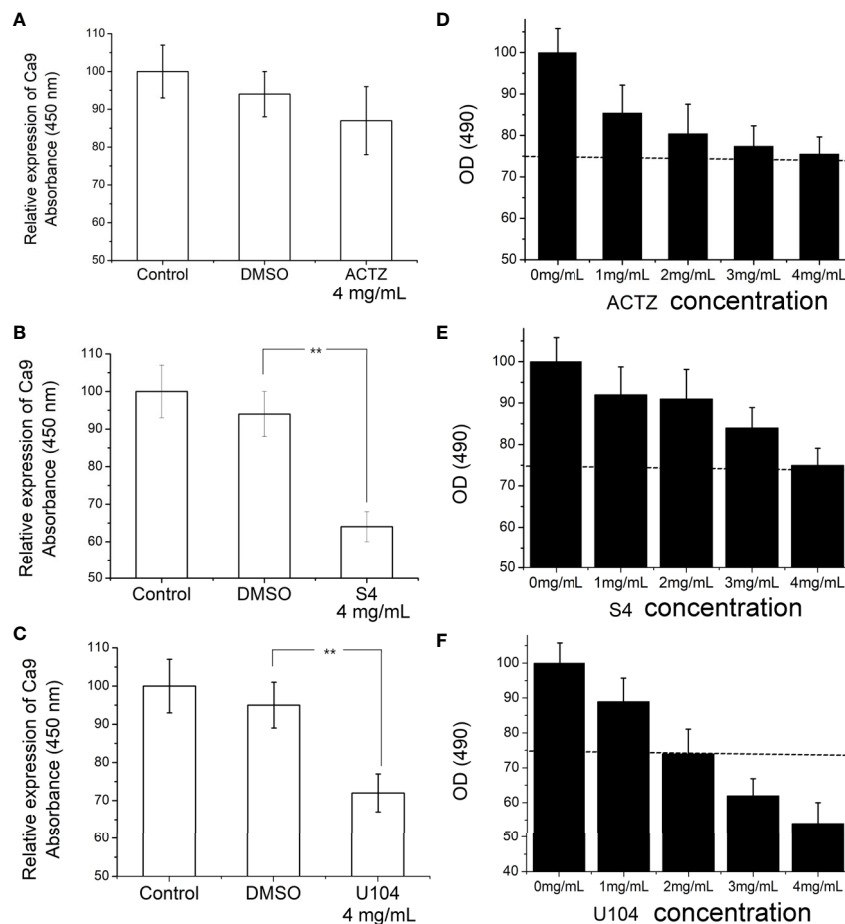 A
Relative expression of Ca9
Absorbance (450 nm)
110
100
90
80
70
60
50
Control
DMSO
ACTZ
4 mg/mL
B
Relative expression of Ca9
Absorbance (450 nm)
110
100
90
80
70
60
50
**
Control
DMSO
S4
4 mg/mL
C
Relative expression of Ca9
Absorbance (450 nm)
110
100
90
80
70
60
50
**
Control
DMSO
U104
4 mg/mL
D
OD (490)
100
90
80
70
60
50
0mg/mL 1mg/mL 2mg/mL 3mg/mL 4mg/mL
ACTZ concentration
E
OD (490)
100
90
80
70
60
50
0mg/mL 1mg/mL 2mg/mL 3mg/mL 4mg/mL
S4 concentration
F
OD (490)
100
90
80
70
60
50
40
0mg/mL 1mg/mL 2mg/mL 3mg/mL 4mg/mL
U104 concentration